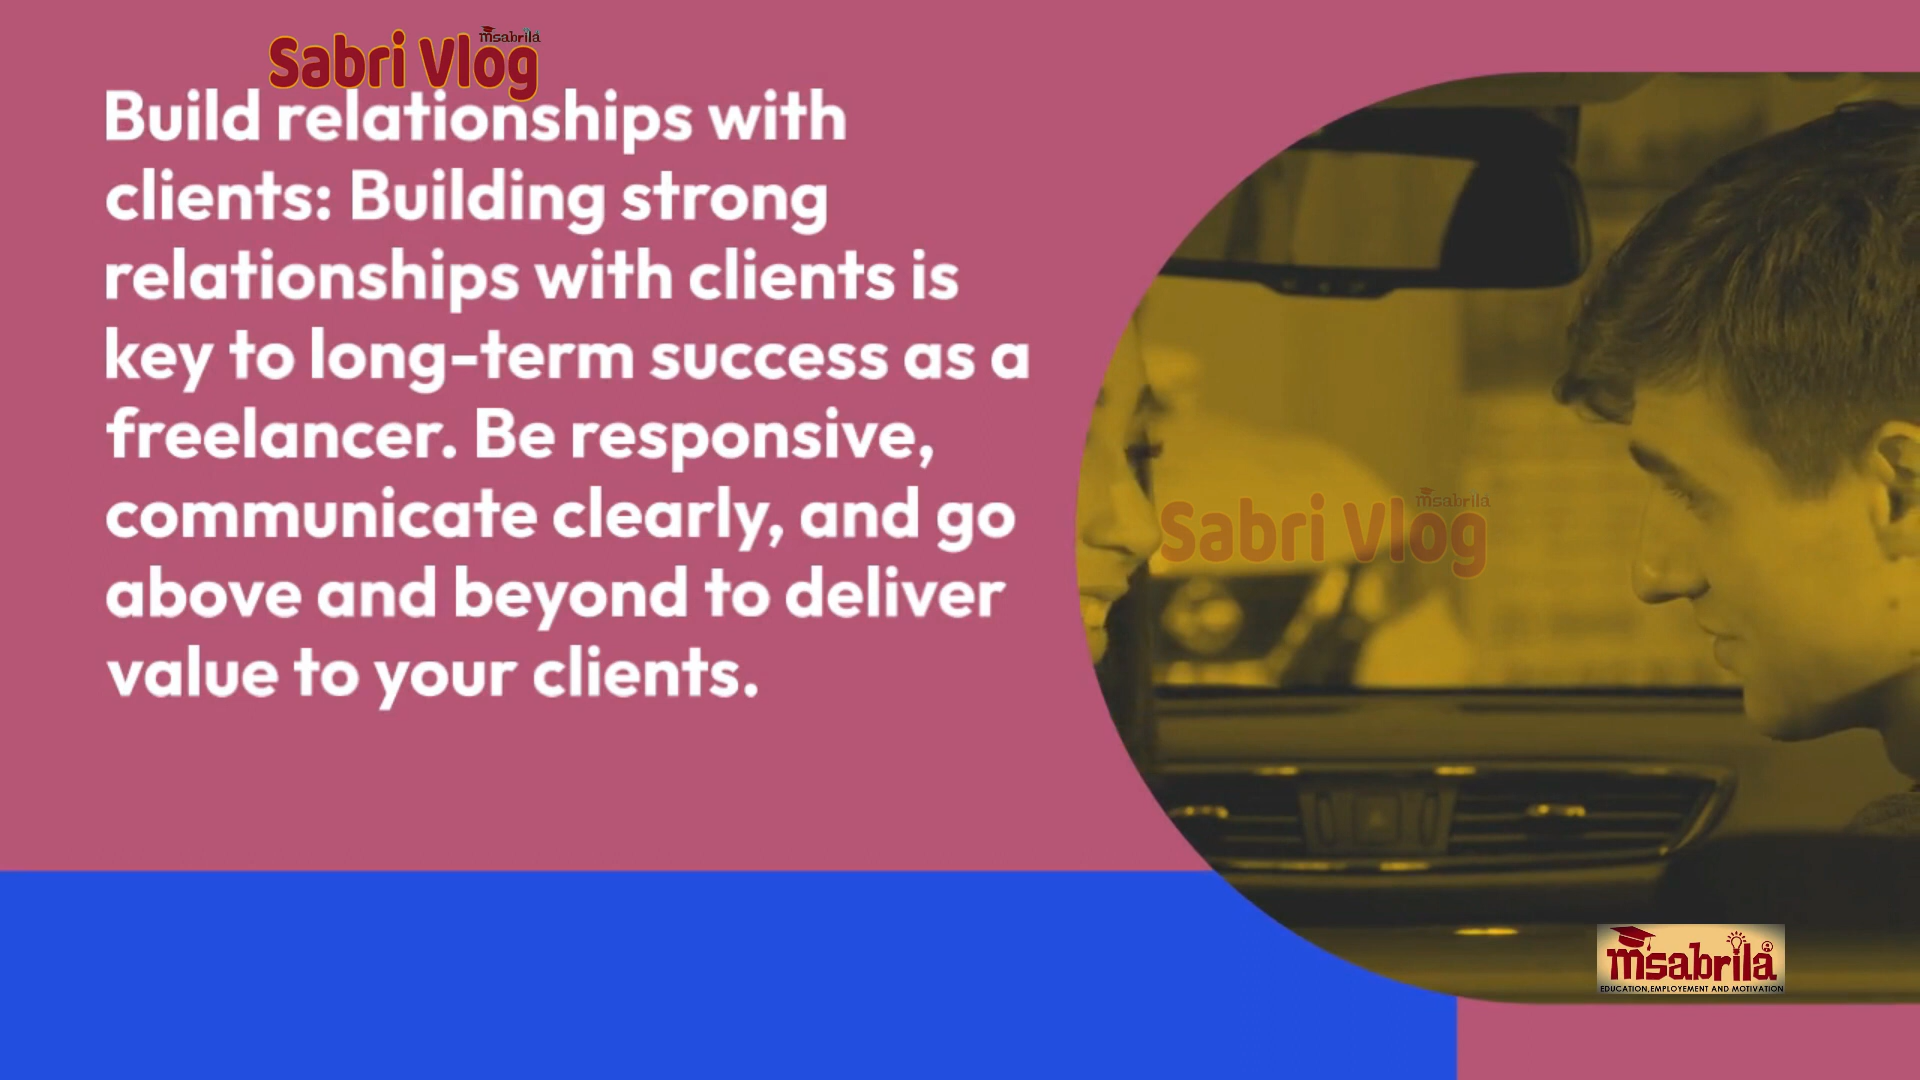 msabrila
Sabri Vlog
Build relationships with
clients: Building strong
relationships with clients is
key to long-term success as a
freelancer. Be responsive,
communicate clearly, and go
above and beyond to deliver
value to your clients.
msabrila
Sabri Vlog
msabrila
EDUCATION,EMPLOYEMENT AND MOTIVATION